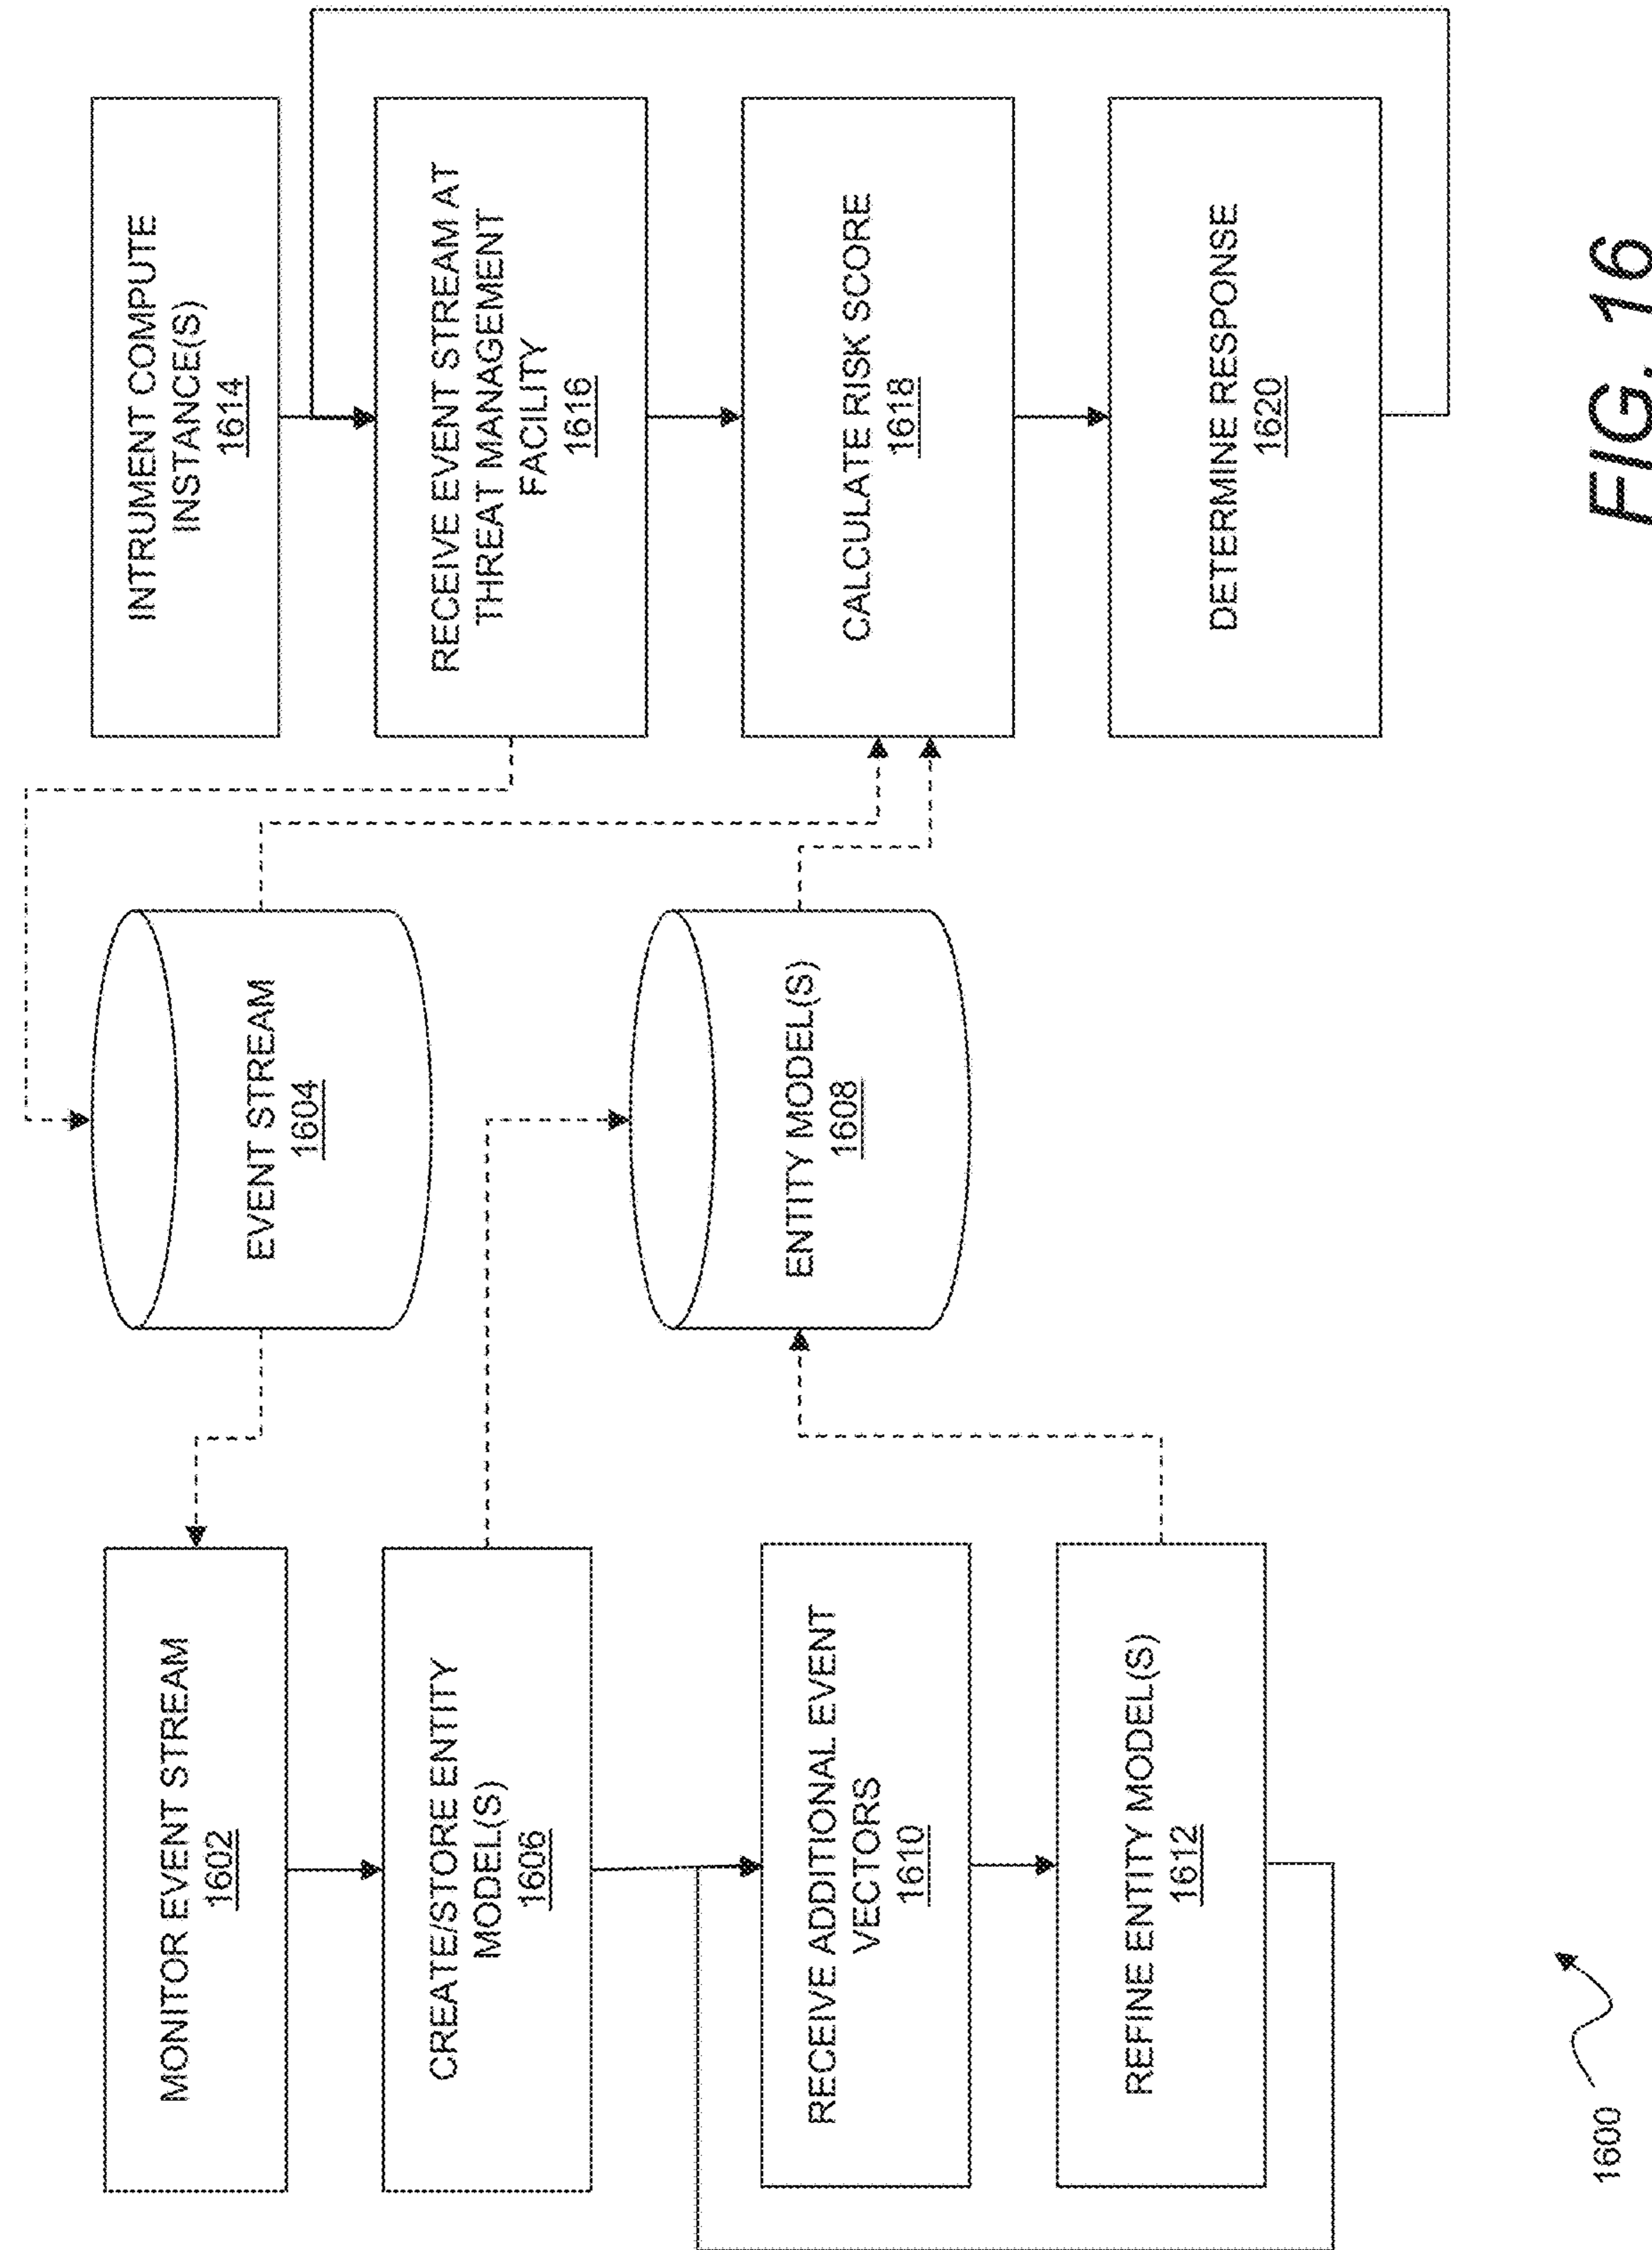 MONITOR EVENT STREAM
1602
CREATE/STORE ENTITY
MODEL(S)
1606
RECEIVE ADDITIONAL EVENT
VECTORS
1610
REFINE ENTITY MODEL(S)
1612
EVENT STREAM
1604
ENTITY MODEL(S)
1608
INTRUMENT COMPUTE
INSTANCE(S)
1614
RECEIVE EVENT STREAM AT
THREAT MANAGEMENT
FACILITY
1616
CALCULATE RISK SCORE
1618
DETERMINE RESPONSE
1620
1600
FIG. 16